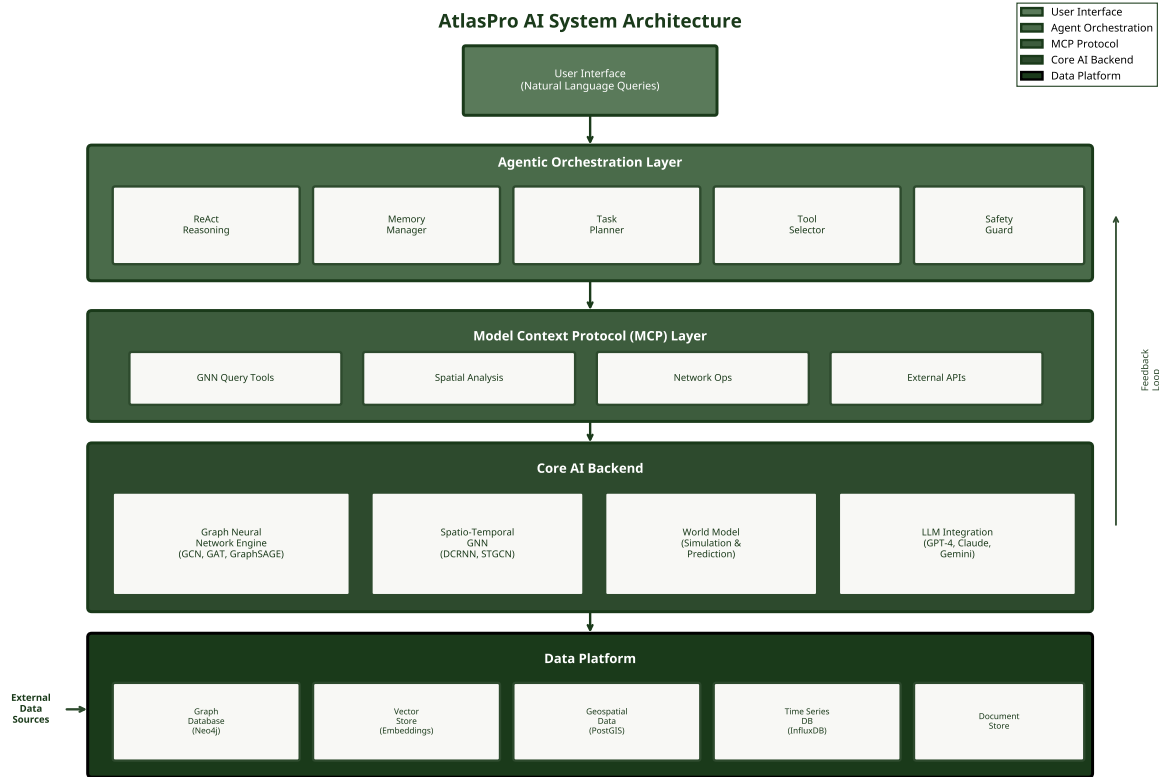 AtlasPro AI System Architecture
User Interface
Agent Orchestration
MCP Protocol
Core AI Backend
Data Platform
User Interface
(Natural Language Queries)
Agentic Orchestration Layer
ReAct
Reasoning
Memory
Manager
Task
Planner
Tool
Selector
Safety
Guard
Model Context Protocol (MCP) Layer
GNN Query Tools
Spatial Analysis
Network Ops
External APIs
Feedback
Loop
Core AI Backend
Graph Neural
Network Engine
(GCN, GAT, GraphSAGE)
Spatio-Temporal
GNN
(DCRNN, STGCN)
World Model
(Simulation &
Prediction)
LLM Integration
(GPT-4, Claude,
Gemini)
Data Platform
External
Data
Sources
Graph
Database
(Neo4j)
Vector
Store
(Embeddings)
Geospatial
Data
(PostGIS)
Time Series
DB
(InfluxDB)
Document
Store